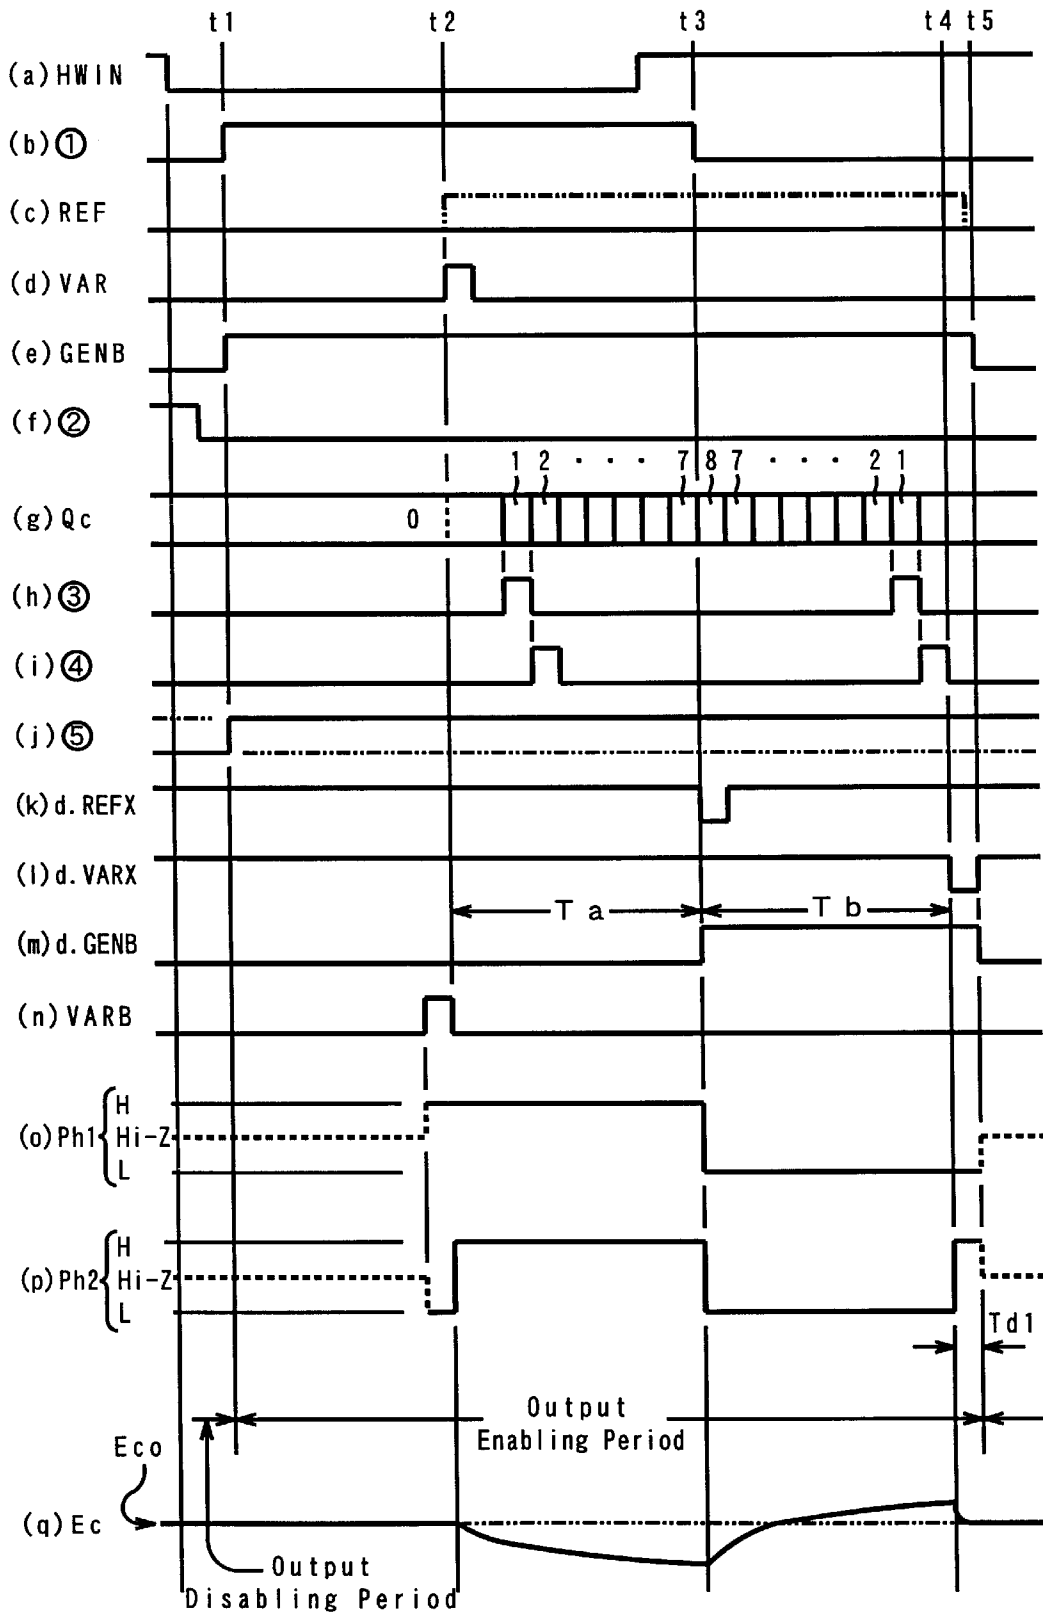 t1 t2 t3 t4 t5
(a) HWIN
(b) ①
(c) REF
(d) VAR
(e) GENB
(f) ②
1 2 · · · 7 8 7 · · · 2 1
(g) Qc 0
(h) ③
(i) ④
(j) ⑤
(k) d.REFX
(l) d.VARX
Ta Tb
(m) d.GENB
(n) VARB
H
(o) Ph1 Hi-Z
L
H
(p) Ph2 Hi-Z
L
Td1
Output
Enabling Period
Eco
(q) Ec
Output
Disabling Period